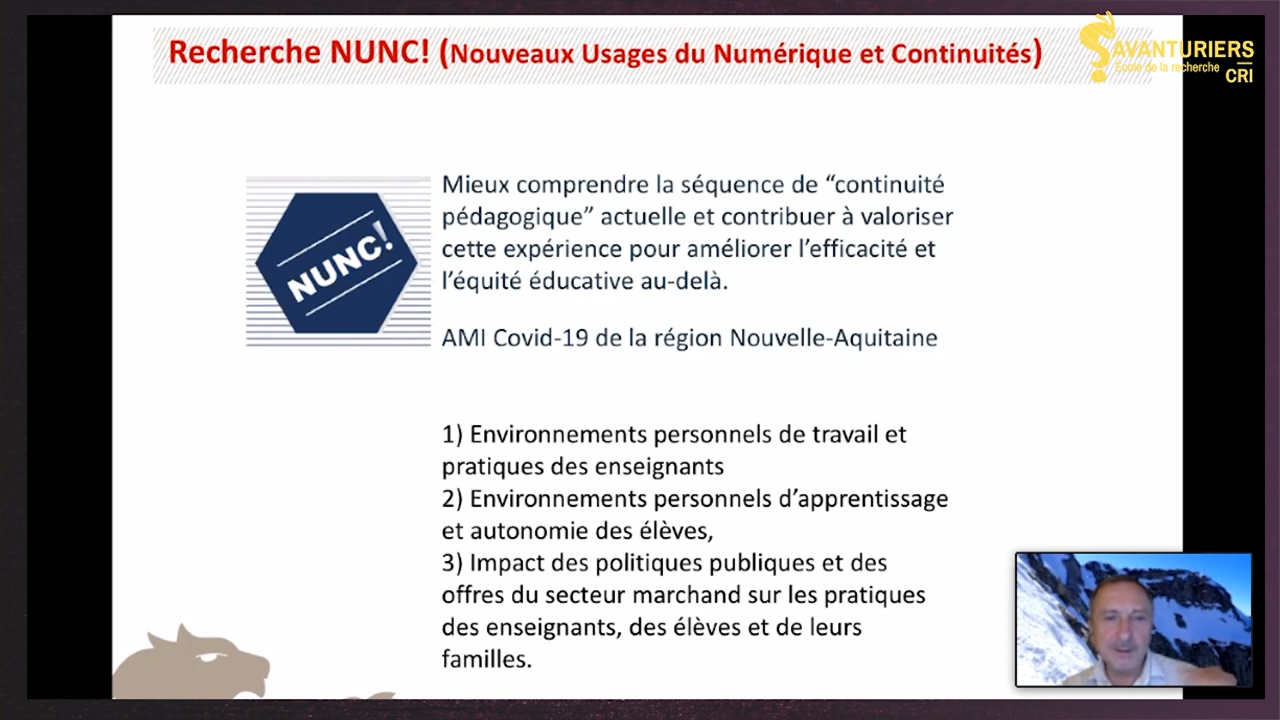 Recherche NUNC! (Nouveaux Usages du Numérique et Continuités)
SAVANTURIERS
École de la recherche
CRI
NUNC!
Mieux comprendre la séquence de “continuité
pédagogique” actuelle et contribuer à valoriser
cette expérience pour améliorer l’efficacité et
l’équité éducative au-delà.
AMI Covid-19 de la région Nouvelle-Aquitaine
1) Environnements personnels de travail et
pratiques des enseignants
2) Environnements personnels d’apprentissage
et autonomie des élèves,
3) Impact des politiques publiques et des
offres du secteur marchand sur les pratiques
des enseignants, des élèves et de leurs
familles.